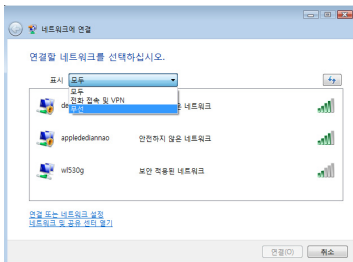 네트워크에 연결
연결할 네트워크를 선택하십시오.
표시 모두
모두
전화 접속 및 VPN
무선
de 은 네트워크
appledediannao 안전하지 않은 네트워크
wl530g 보안 적용된 네트워크
연결 또는 네트워크 설정
네트워크 및 공유 센터 열기
연결(O) 취소